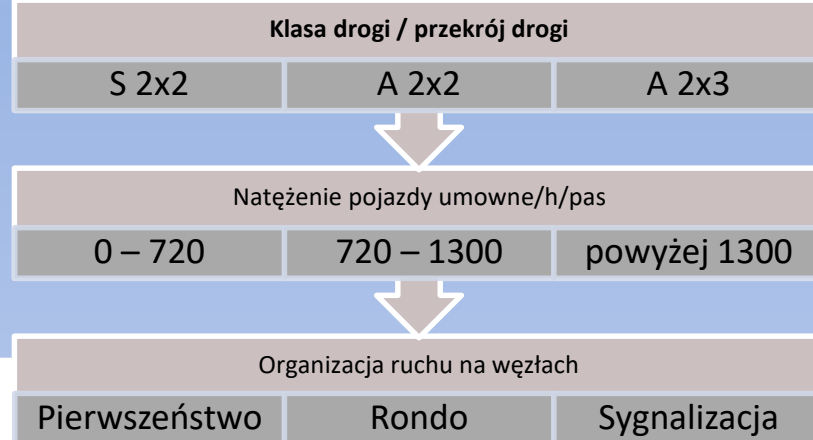 Klasa drogi / przekrój drogi
S 2x2 A 2x2 A 2x3
Natężenie pojazdy umowne/h/pas
0 – 720 720 – 1300 powyżej 1300
Organizacja ruchu na węzłach
Pierwszeństwo Rondo Sygnalizacja